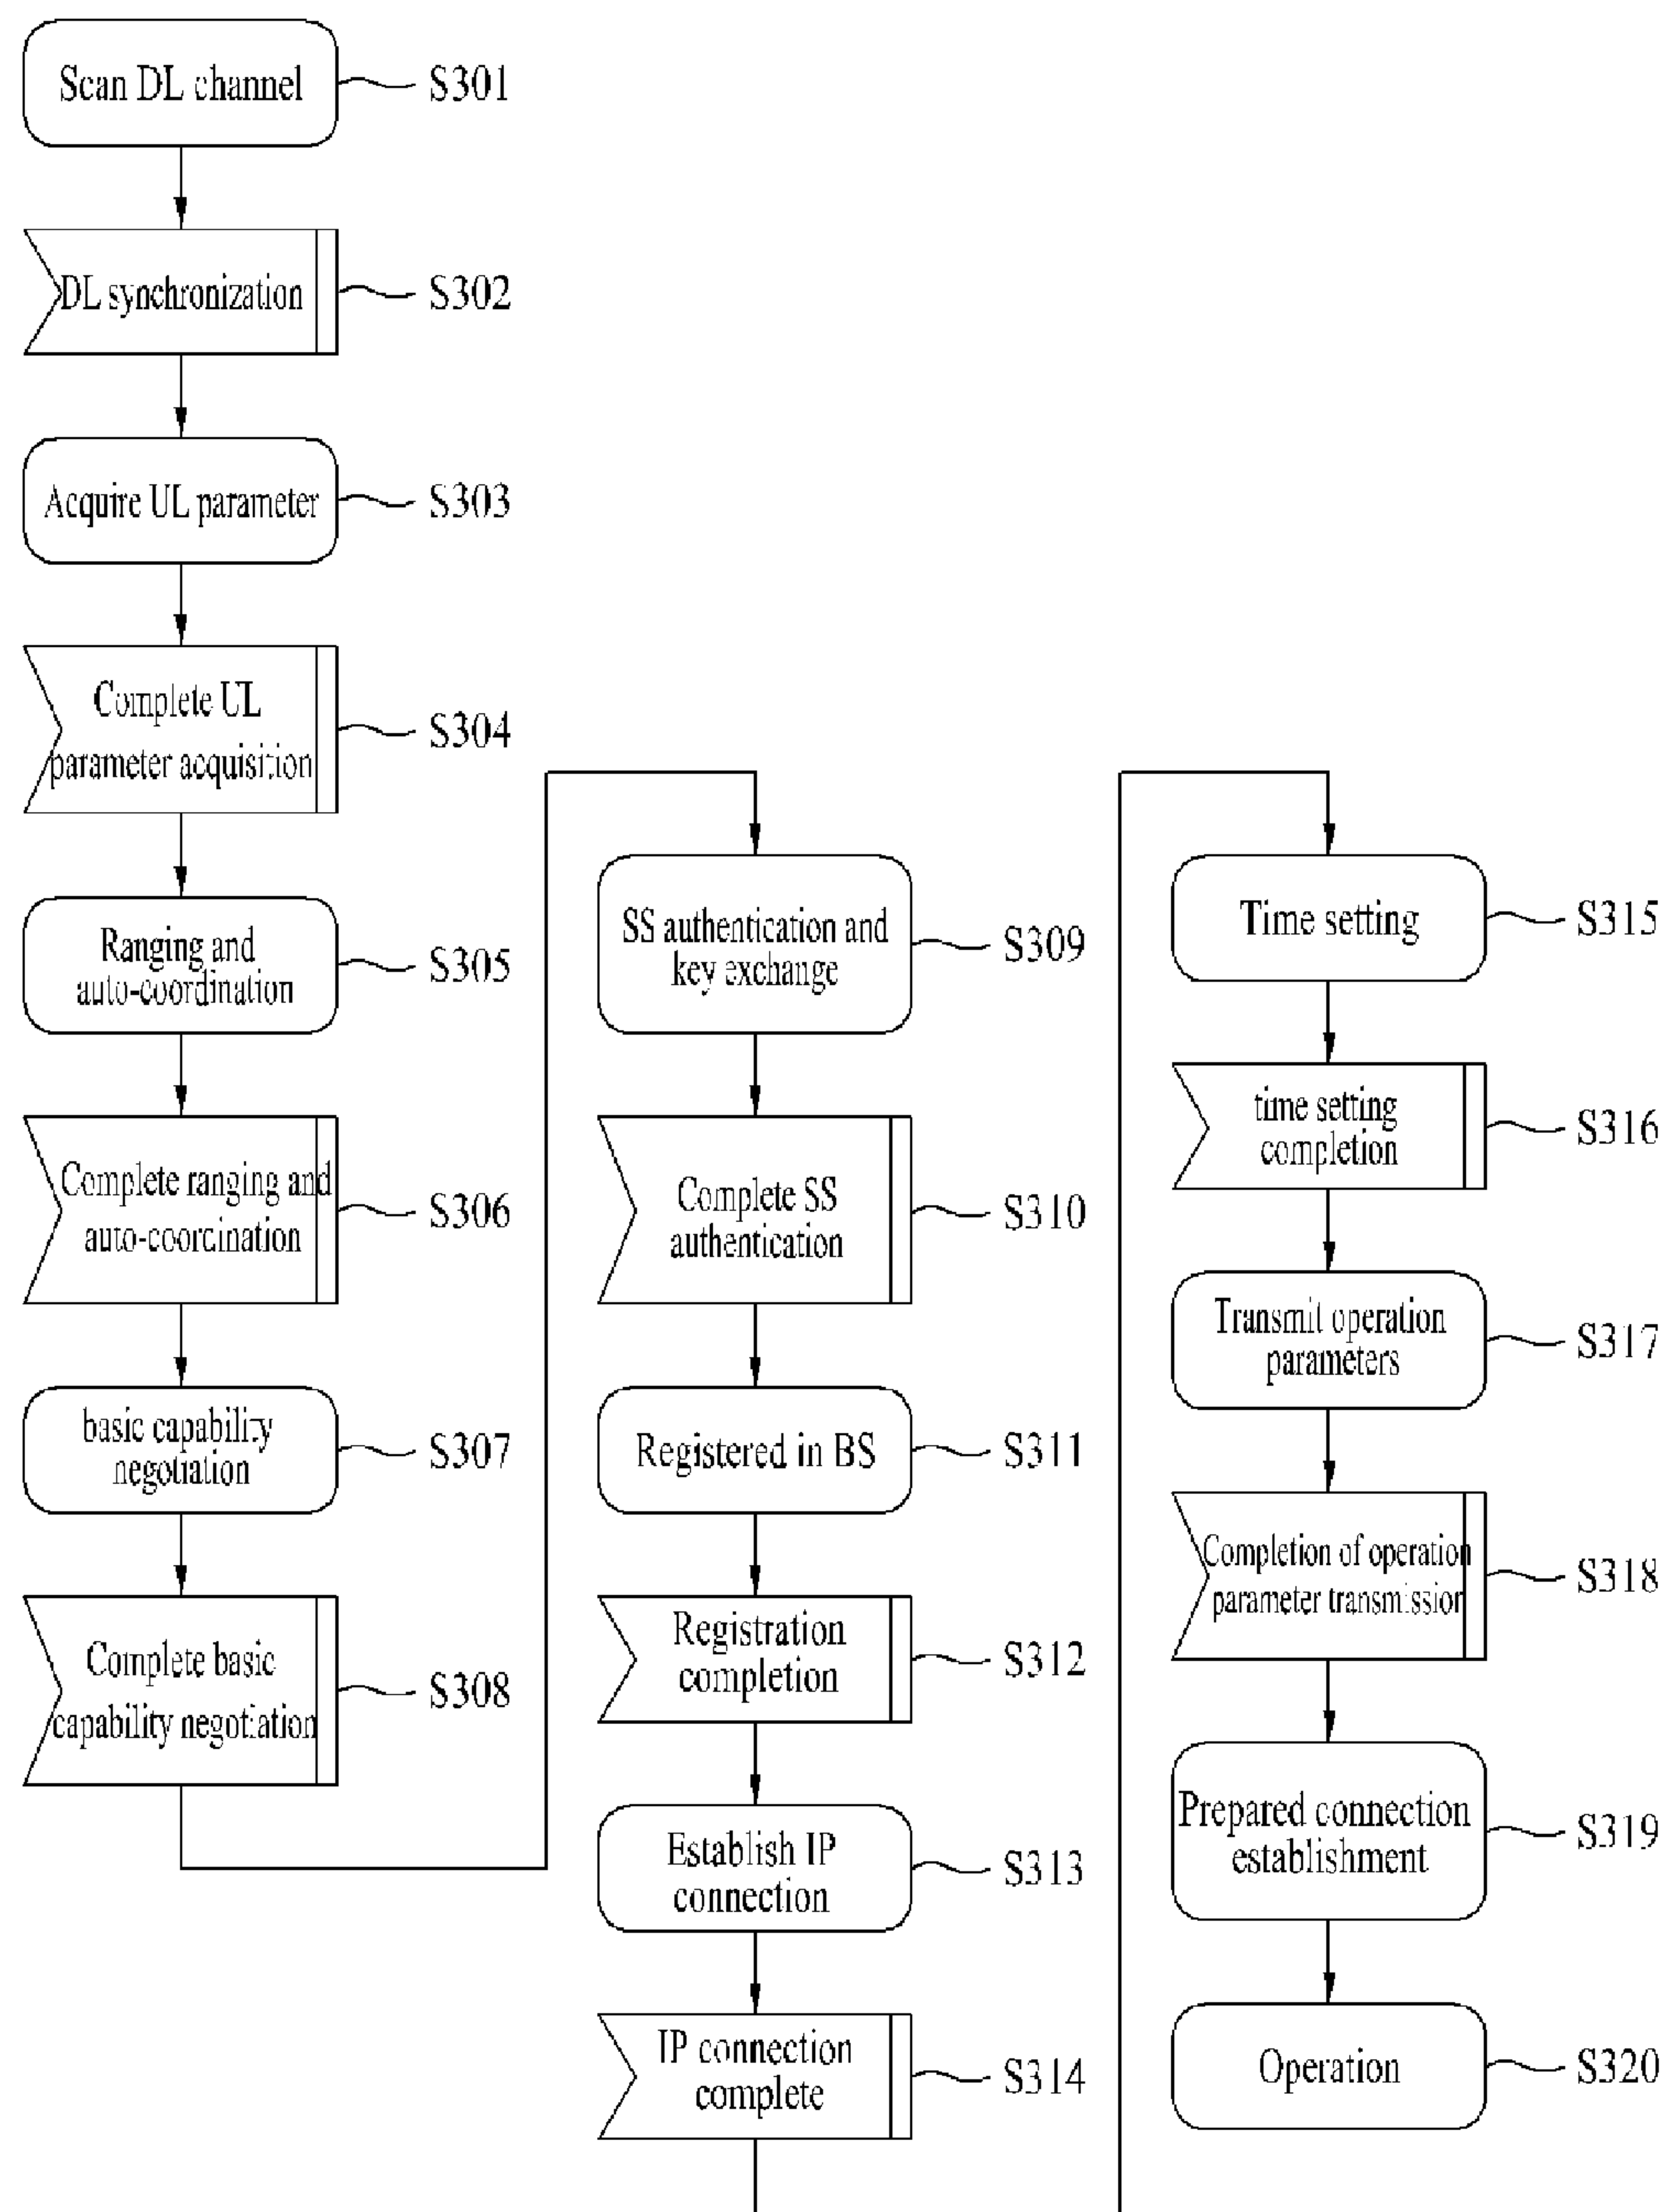 Scan DL channel
S301
DL synchronization
S302
Acquire UL parameter
S303
Complete UL
parameter acquisition
S304
Ranging and
auto-coordination
S305
Complete ranging and
auto-coordination
S306
basic capability
negotiation
S307
Complete basic
capability negotiation
S308
SS authentication and
key exchange
S309
Complete SS
authentication
S310
Registered in BS
S311
Registration
completion
S312
Establish IP
connection
S313
IP connection
complete
S314
Time setting
S315
time setting
completion
S316
Transmit operation
parameters
S317
Completion of operation
parameter transmission
S318
Prepared connection
establishment
S319
Operation
S320